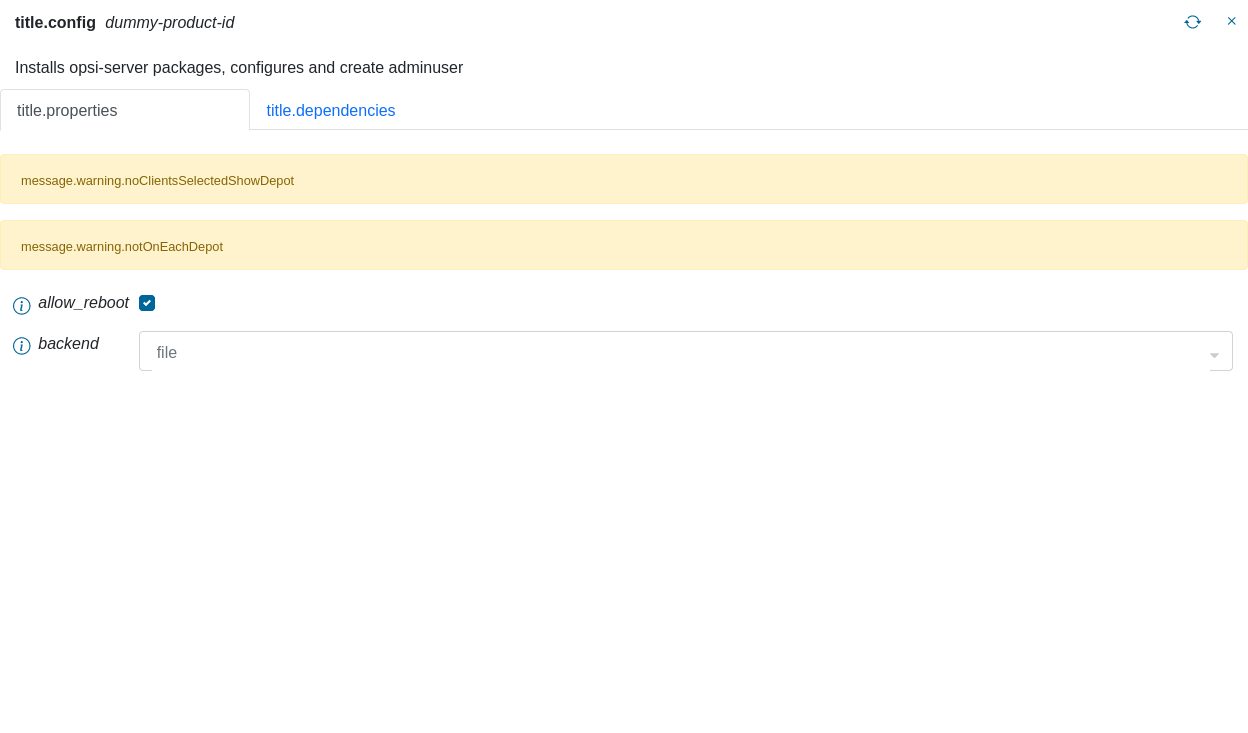 title.config dummy-product-id
Installs opsi-server packages, configures and create adminuser
title.properties title.dependencies
message.warning.noClientsSelectedShowDepot
message.warning.notOnEachDepot
allow_reboot
backend file